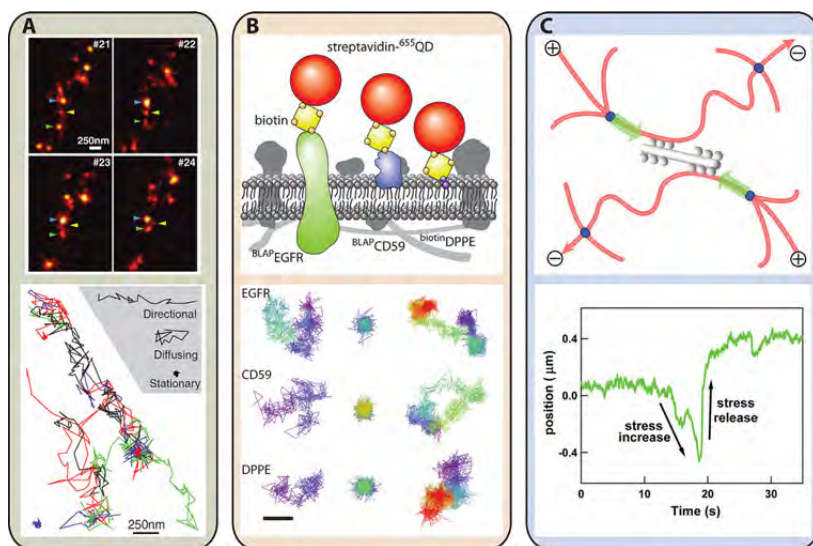 A
#21
#22
250nm
#23
#24
Directional
Diffusing
Stationary
250nm
B
streptavidin-⁶⁵⁵QD
biotin
BLAPEGFR
BLAPCD59
biotinDPPE
EGFR
CD59
DPPE
C
+
−
−
+
position (μm)
0.4
0.0
-0.4
stress
increase
stress
release
0
10
20
30
Time (s)